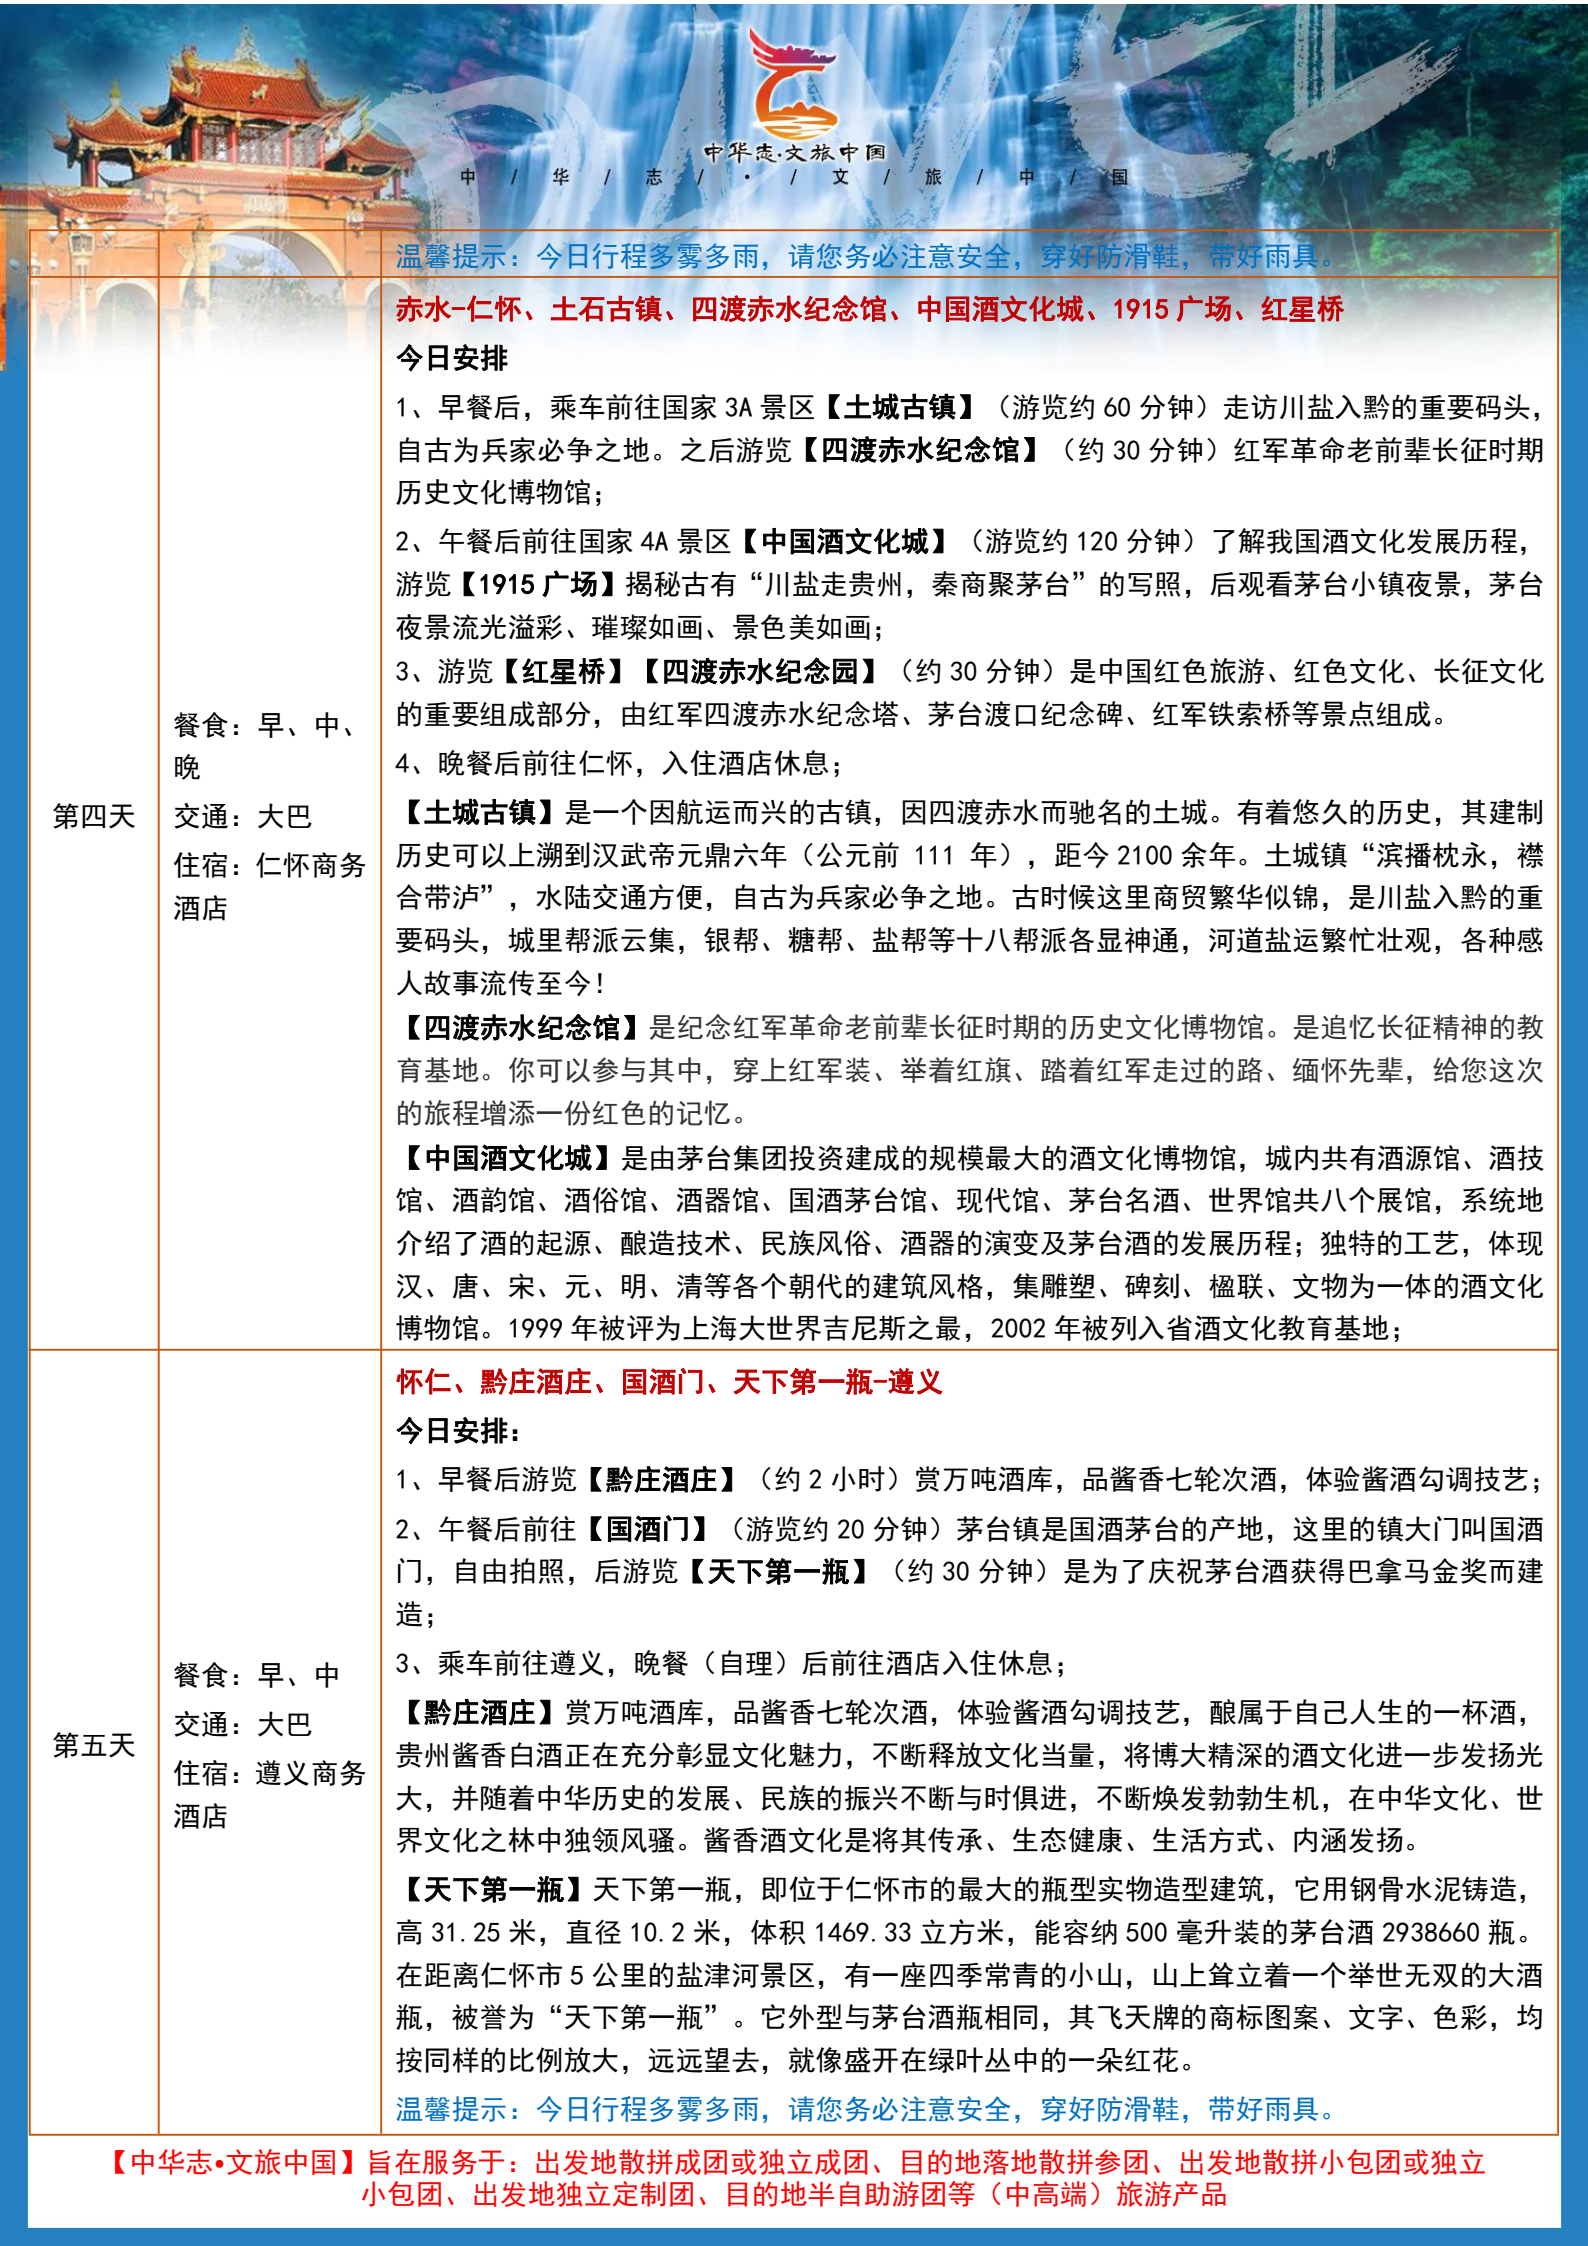 中华志·文旅中国
中/华/志/·/文/旅/中/国
温馨提示：今日行程多雾多雨，请您务必注意安全，穿好防滑鞋，带好雨具。
第四天
餐食：早、中、
晚
交通：大巴
住宿：仁怀商务
酒店
赤水-仁怀、土石古镇、四渡赤水纪念馆、中国酒文化城、1915广场、红星桥
今日安排
1、早餐后，乘车前往国家3A景区【土城古镇】（游览约60分钟）走访川盐入黔的重要码头，
自古为兵家必争之地。之后游览【四渡赤水纪念馆】（约30分钟）红军革命老前辈长征时期
历史文化博物馆；
2、午餐后前往国家4A景区【中国酒文化城】（游览约120分钟）了解我国酒文化发展历程，
游览【1915广场】揭秘古有“川盐走贵州，秦商聚茅台”的写照，后观看茅台小镇夜景，茅台
夜景流光溢彩、璀璨如画、景色美如画；
3、游览【红星桥】【四渡赤水纪念园】（约30分钟）是中国红色旅游、红色文化、长征文化
的重要组成部分，由红军四渡赤水纪念塔、茅台渡口纪念碑、红军铁索桥等景点组成。
4、晚餐后前往仁怀，入住酒店休息；
【土城古镇】是一个因航运而兴的古镇，因四渡赤水而驰名的土城。有着悠久的历史，其建制
历史可以上溯到汉武帝元鼎六年（公元前 111 年），距今2100余年。土城镇“滨播枕永，襟
合带泸”，水陆交通方便，自古为兵家必争之地。古时候这里商贸繁华似锦，是川盐入黔的重
要码头，城里帮派云集，银帮、糖帮、盐帮等十八帮派各显神通，河道盐运繁忙壮观，各种感
人故事流传至今！
【四渡赤水纪念馆】是纪念红军革命老前辈长征时期的历史文化博物馆。是追忆长征精神的教
育基地。你可以参与其中，穿上红军装、举着红旗、踏着红军走过的路、缅怀先辈，给您这次
的旅程增添一份红色的记忆。
【中国酒文化城】是由茅台集团投资建成的规模最大的酒文化博物馆，城内共有酒源馆、酒技
馆、酒韵馆、酒俗馆、酒器馆、国酒茅台馆、现代馆、茅台名酒、世界馆共八个展馆，系统地
介绍了酒的起源、酿造技术、民族风俗、酒器的演变及茅台酒的发展历程；独特的工艺，体现
汉、唐、宋、元、明、清等各个朝代的建筑风格，集雕塑、碑刻、楹联、文物为一体的酒文化
博物馆。1999年被评为上海大世界吉尼斯之最，2002年被列入省酒文化教育基地；
第五天
餐食：早、中
交通：大巴
住宿：遵义商务
酒店
怀仁、黔庄酒庄、国酒门、天下第一瓶-遵义
今日安排：
1、早餐后游览【黔庄酒庄】（约2小时）赏万吨酒库，品酱香七轮次酒，体验酱酒勾调技艺；
2、午餐后前往【国酒门】（游览约20分钟）茅台镇是国酒茅台的产地，这里的镇大门叫国酒
门，自由拍照，后游览【天下第一瓶】（约30分钟）是为了庆祝茅台酒获得巴拿马金奖而建
造；
3、乘车前往遵义，晚餐（自理）后前往酒店入住休息；
【黔庄酒庄】赏万吨酒库，品酱香七轮次酒，体验酱酒勾调技艺，酿属于自己人生的一杯酒，
贵州酱香白酒正在充分彰显文化魅力，不断释放文化当量，将博大精深的酒文化进一步发扬光
大，并随着中华历史的发展、民族的振兴不断与时俱进，不断焕发勃勃生机，在中华文化、世
界文化之林中独领风骚。酱香酒文化是将其传承、生态健康、生活方式、内涵发扬。
【天下第一瓶】天下第一瓶，即位于仁怀市的最大的瓶型实物造型建筑，它用钢骨水泥铸造，
高31.25米，直径10.2米，体积1469.33立方米，能容纳500毫升装的茅台酒2938660瓶。
在距离仁怀市5公里的盐津河景区，有一座四季常青的小山，山上耸立着一个举世无双的大酒
瓶，被誉为“天下第一瓶”。它外型与茅台酒瓶相同，其飞天牌的商标图案、文字、色彩，均
按同样的比例放大，远远望去，就像盛开在绿叶丛中的一朵红花。
温馨提示：今日行程多雾多雨，请您务必注意安全，穿好防滑鞋，带好雨具。
【中华志•文旅中国】旨在服务于：出发地散拼成团或独立成团、目的地落地散拼参团、出发地散拼小包团或独立
小包团、出发地独立定制团、目的地半自助游团等（中高端）旅游产品